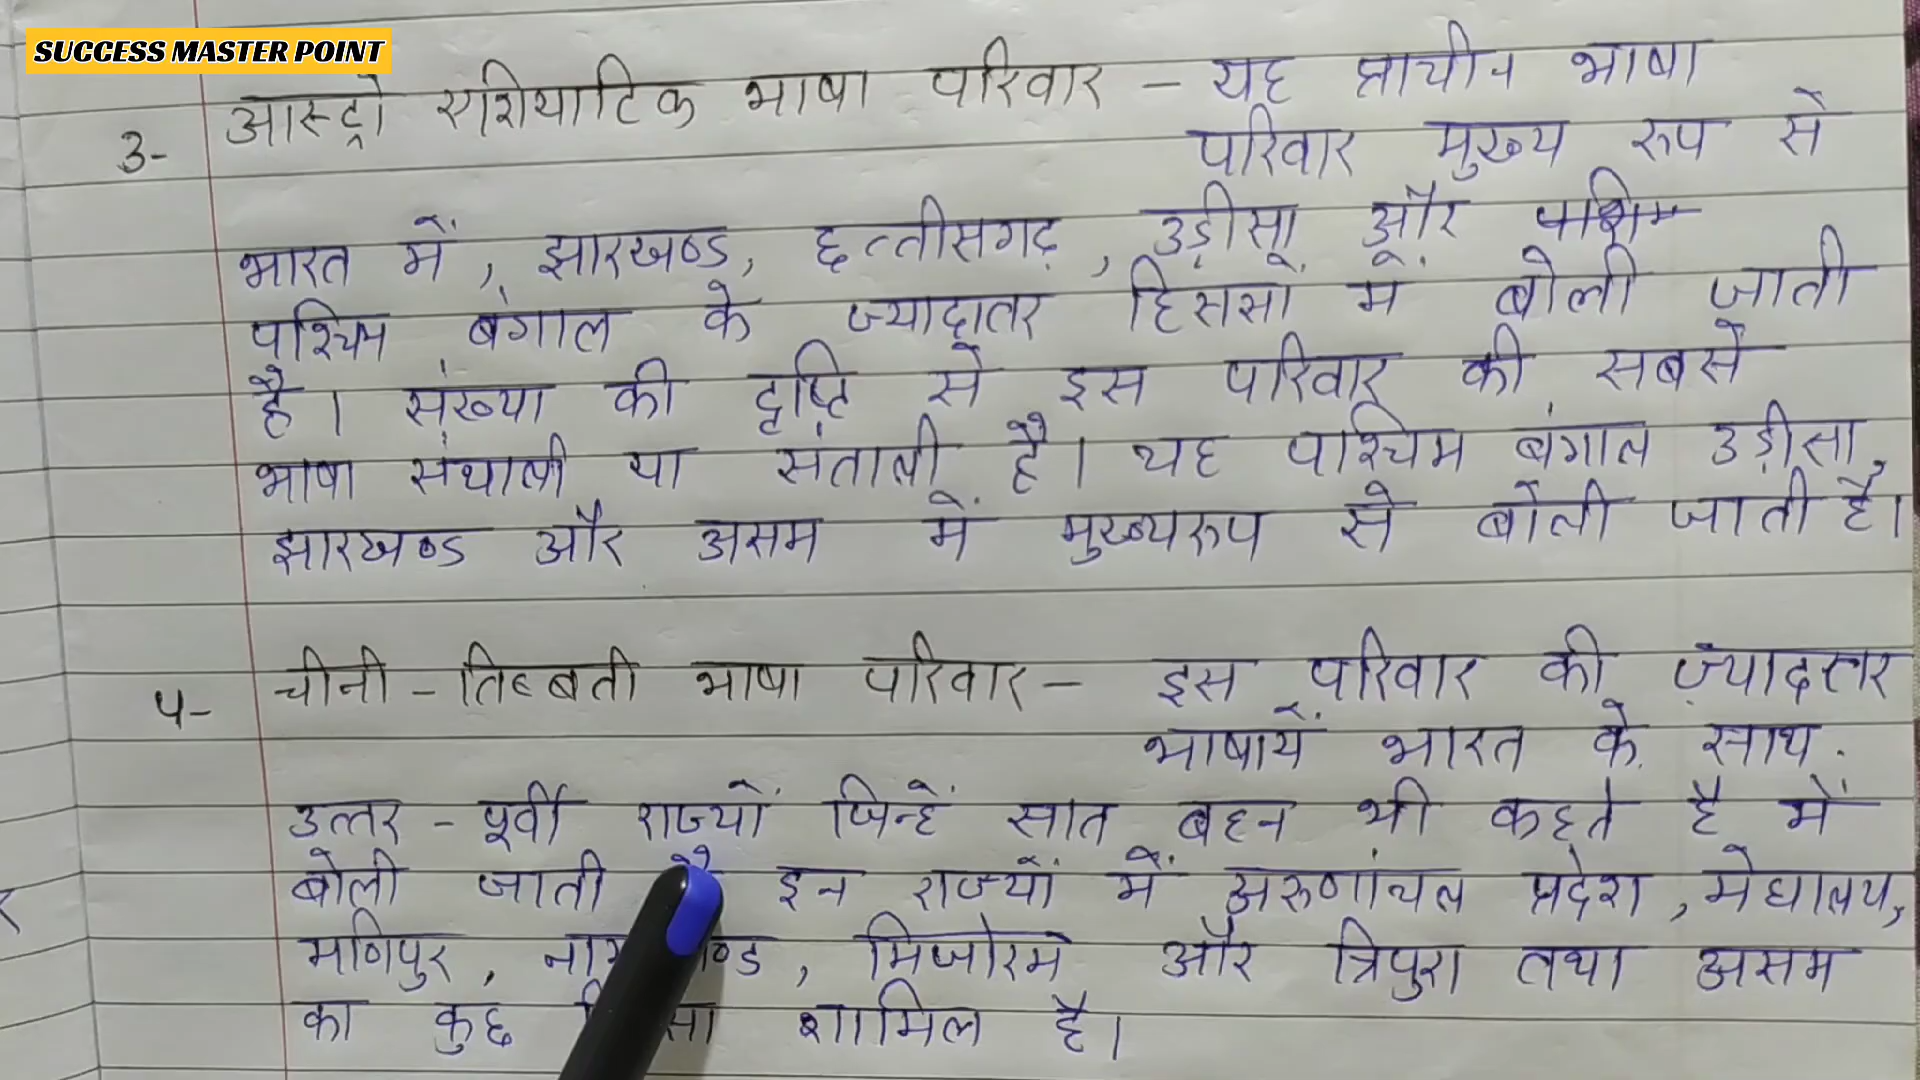 SUCCESS MASTER POINT
3- आस्ट्रो एशियाटिक भाषा परिवार – यह प्राचीन भाषा
परिवार मुख्य रुप से
भारत में, झारखण्ड, छत्तीसगढ़, उड़ीसा और
पश्चिम बंगाल के ज्यादातर हिससों में बोली जाती
है। संख्या की दृष्टि से इस परिवार की सबसे
भाषा संथाली या संताली है। यह पश्चिम बंगाल उड़ीसा,
झारखण्ड और असम में मुख्यरुप से बोली जाती है।
4- चीनी – तिब्बती भाषा परिवार – इस परिवार की ज़्यादातर
भाषायें भारत के साथ
उत्तर - पूर्वी राज्यों जिन्हें सात बहन भी कहते है में
बोली जाती है इन राज्यों में अरुणांचल प्रदेश, मेघालय,
मणिपुर, मिजोरम और त्रिपुरा तथा असम
का कुछ शामिल है।